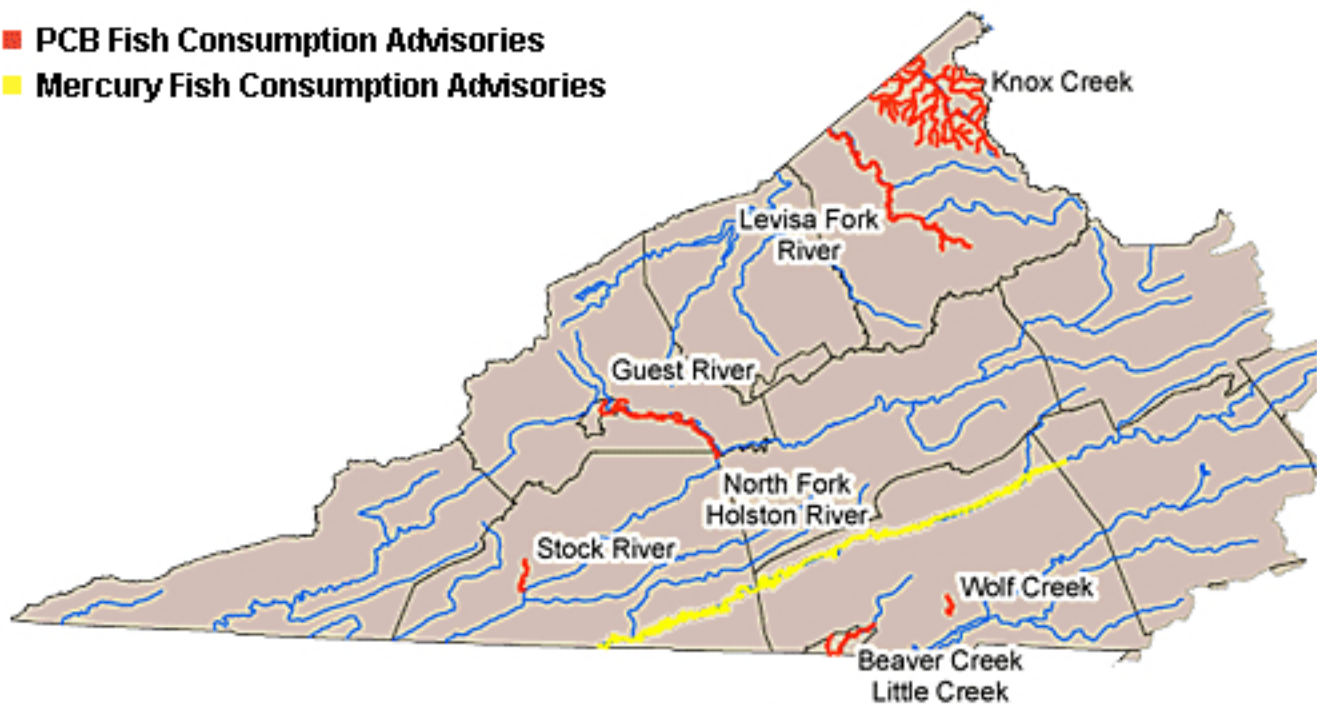 PCB Fish Consumption Advisories
Mercury Fish Consumption Advisories
Knox Creek
Levisa Fork
River
Guest River
North Fork
Holston River
Stock River
Wolf Creek
Beaver Creek
Little Creek